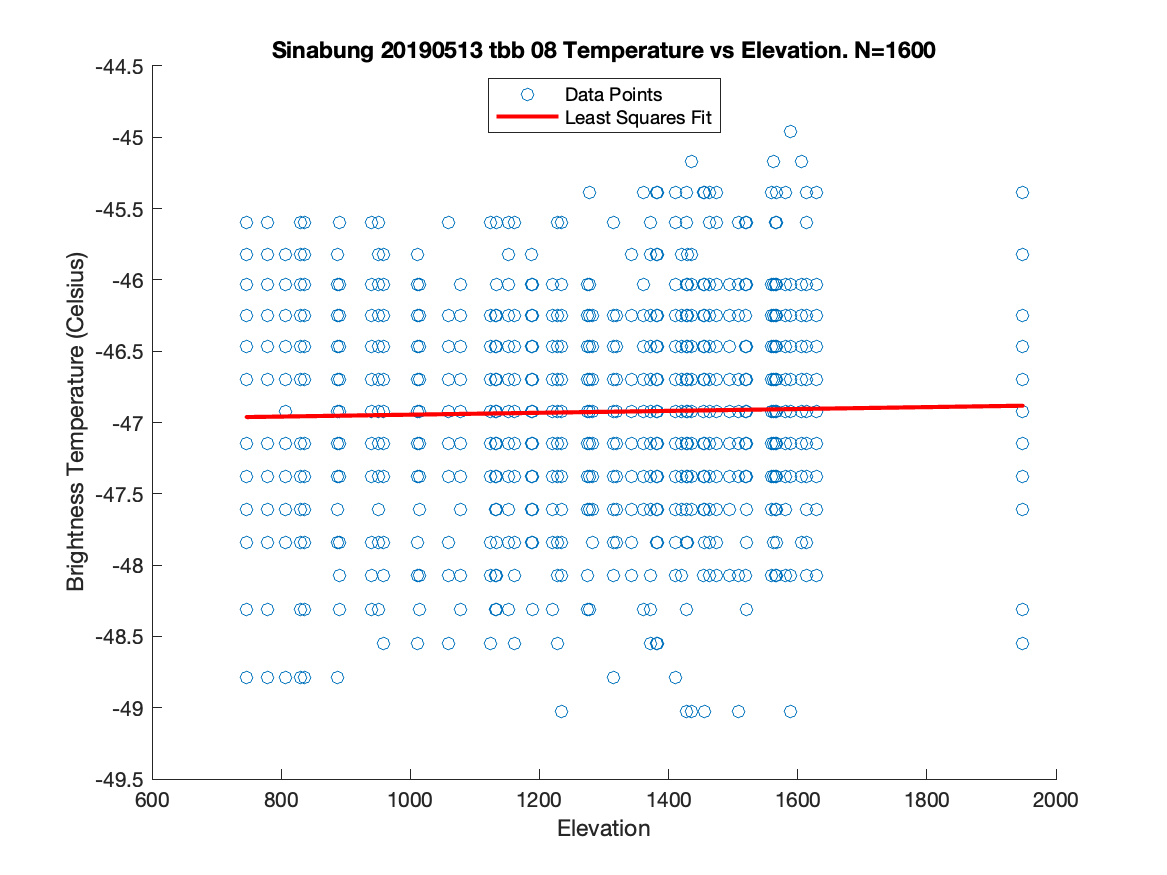 Sinabung 20190513 tbb 08 Temperature vs Elevation. N=1600
Data Points
Least Squares Fit
Brightness Temperature (Celsius)
-44.5
-45
-45.5
-46
-46.5
-47
-47.5
-48
-48.5
-49
-49.5
600 800 1000 1200 1400 1600 1800 2000
Elevation